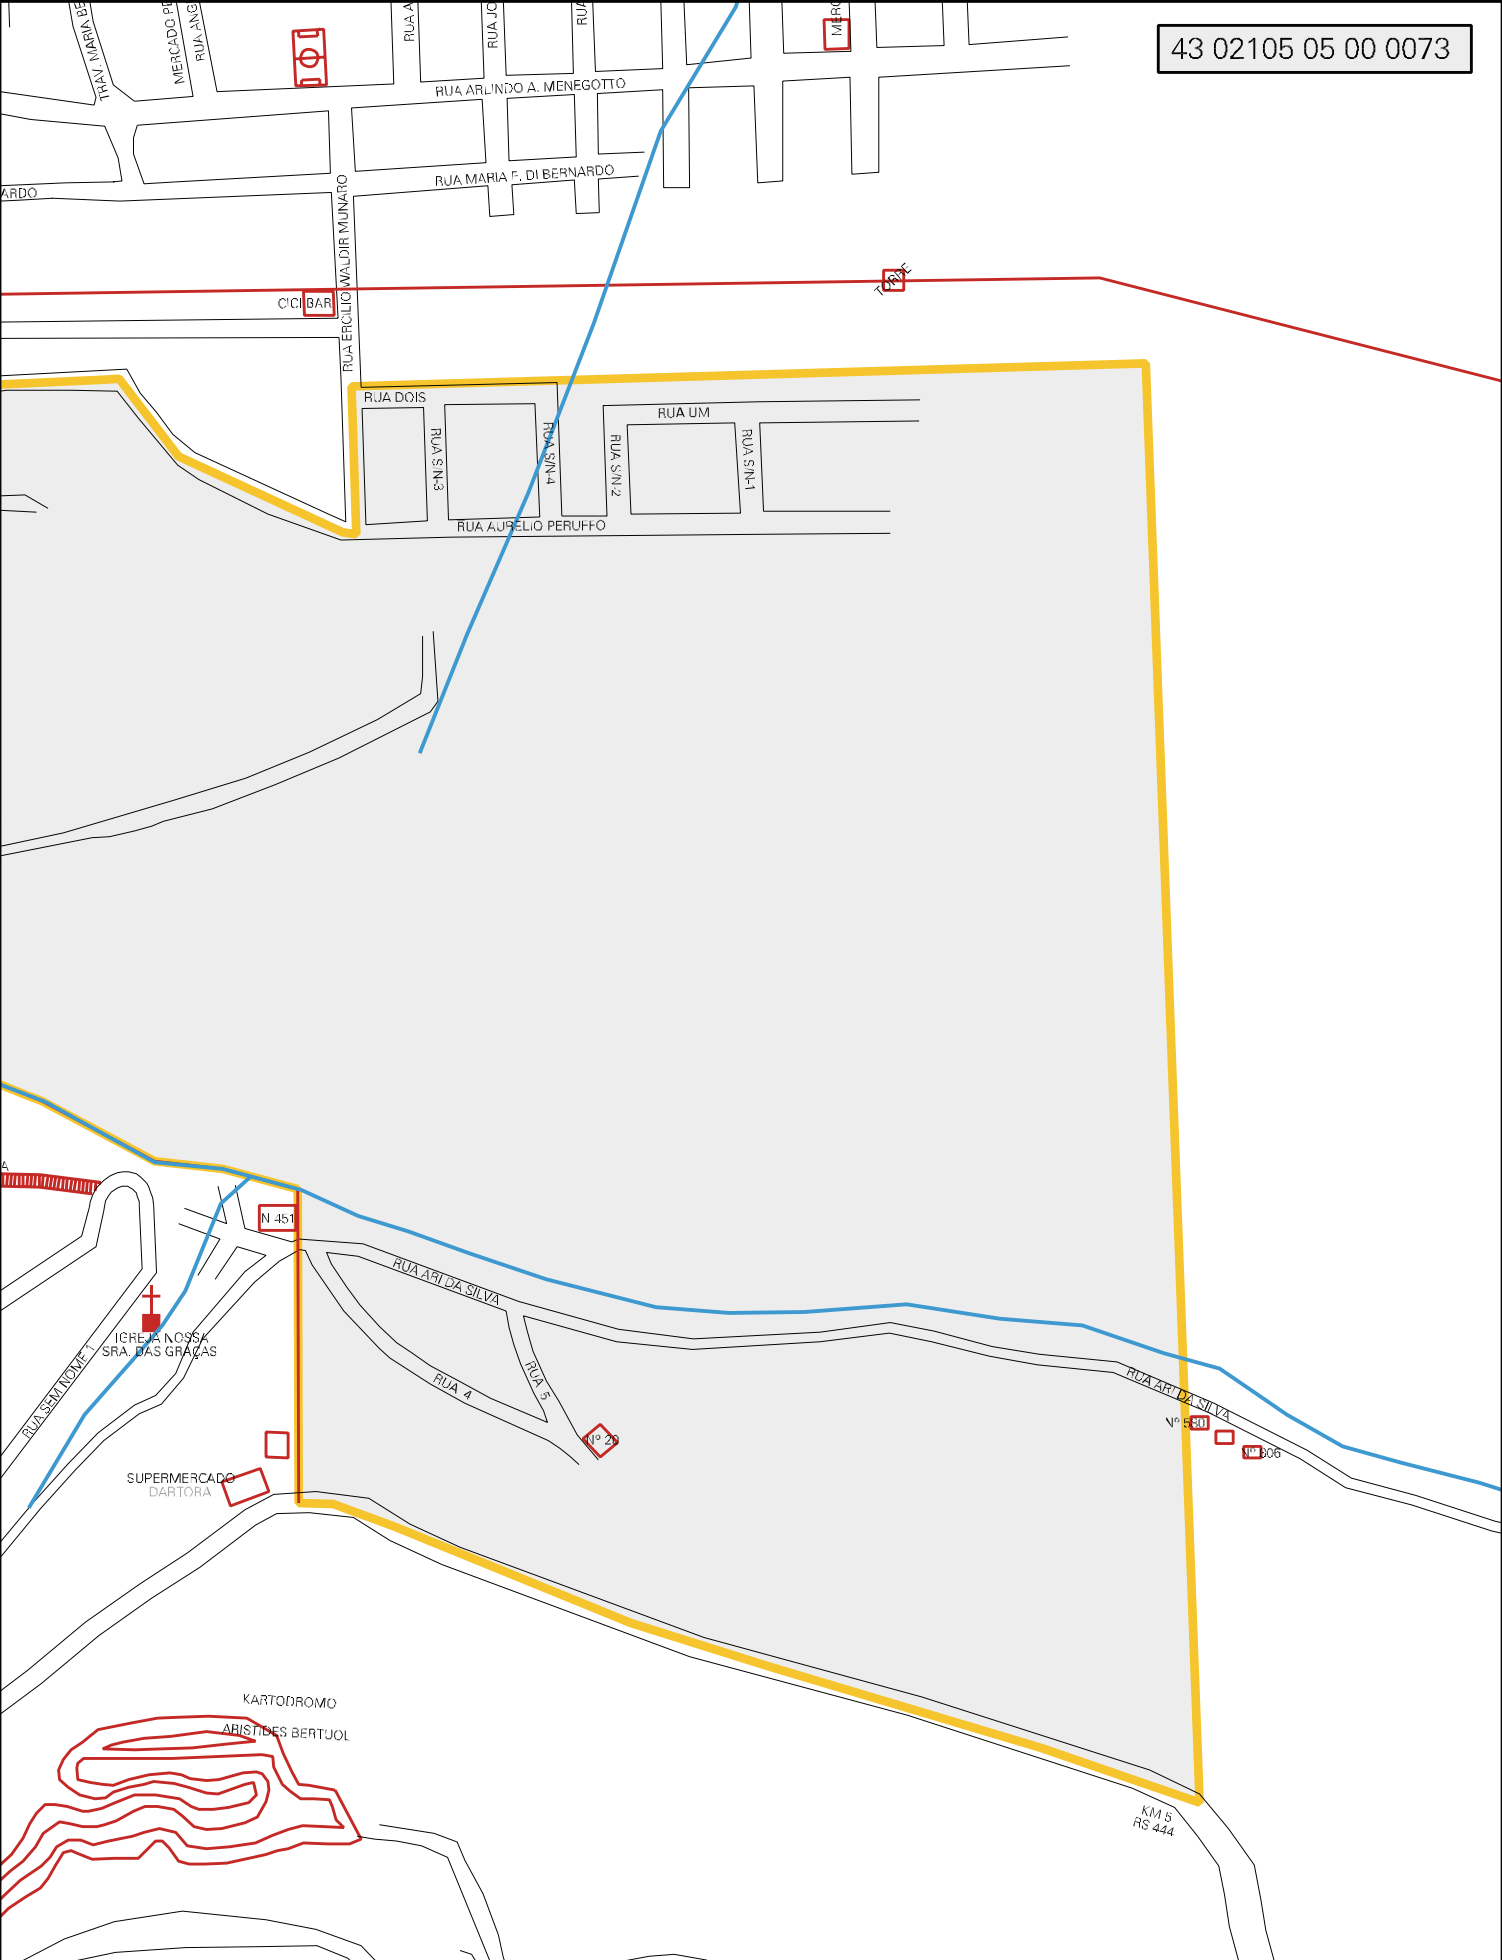 43 02105 05 00 0073
TRAV. MARIA BE
MERCADO PE
RUA ANG
RUA A
RUA JO
RUA
MERC
RUA ARLINDO A. MENEGOTTO
RUA MARIA F. DI BERNARDO
ARDO
RUA ERCILIO WALDIR MUNARO
CICI BAR
TORRE
RUA DOIS
RUA UM
RUA S/N-3
RUA S/N-4
RUA S/N-2
RUA S/N-1
RUA AURELIO PERUFFO
A
N 451
RUA ARI DA SILVA
IGREJA NOSSA
SRA. DAS GRAÇAS
RUA SEM NOME 1
RUA 4
RUA 5
Nº 20
RUA ARI DA SILVA
Nº 580
Nº 806
SUPERMERCADO
DARTORA
KARTODROMO
ARISTIDES BERTUOL
KM 5
RS 444